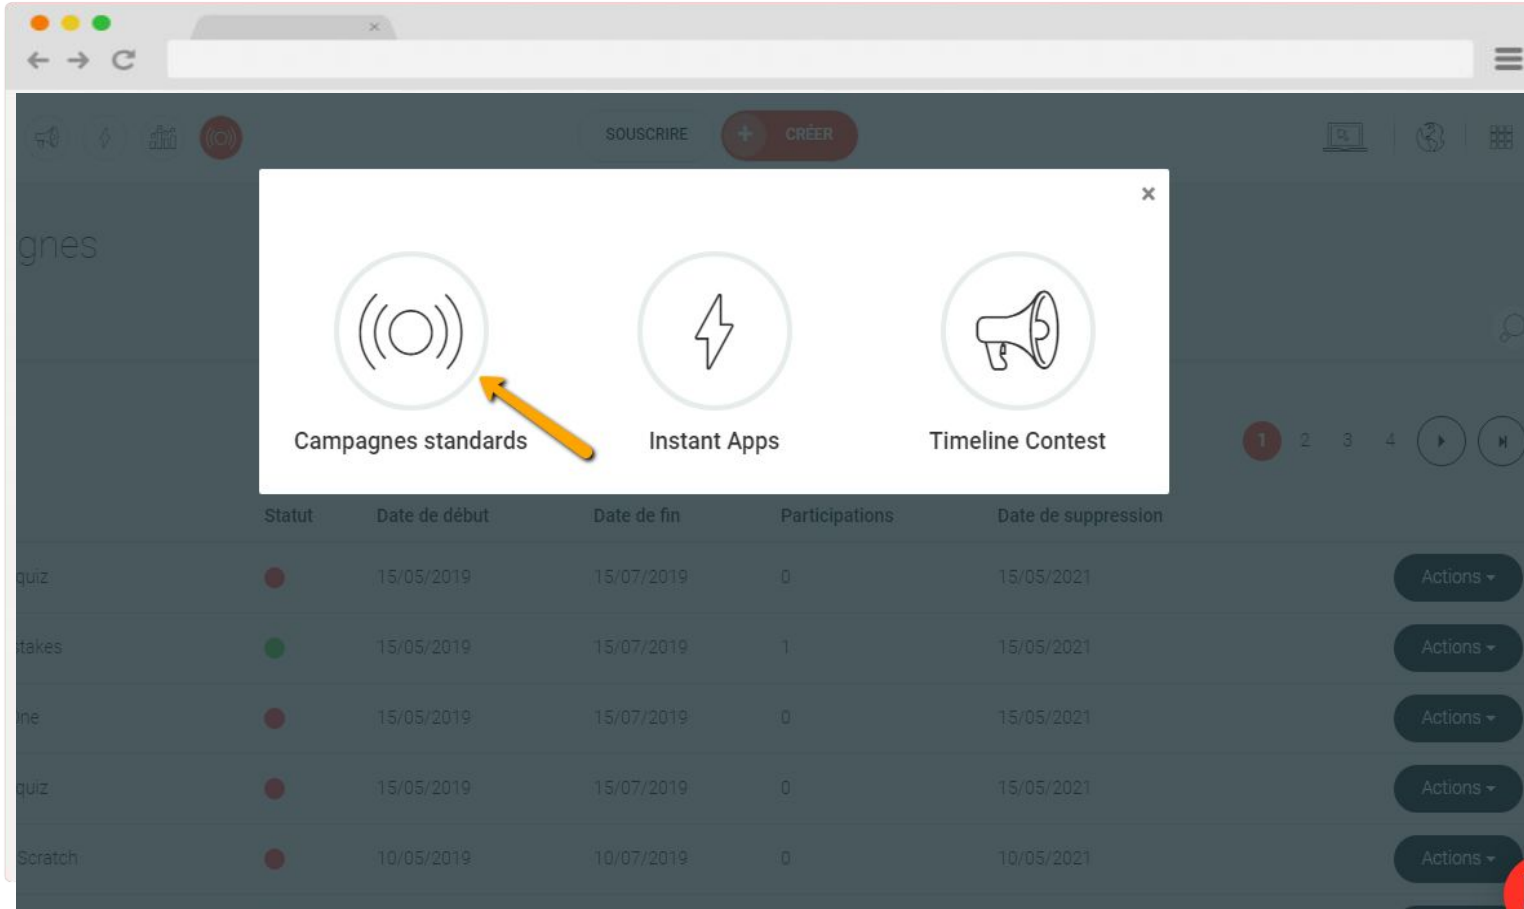 SOUSCRIRE
+ CRÉER
×
gnes
Campagnes standards
Instant Apps
Timeline Contest
1 2 3 4
Statut Date de début Date de fin Participations Date de suppression
quiz 15/05/2019 15/07/2019 0 15/05/2021 Actions
stakes 15/05/2019 15/07/2019 1 15/05/2021 Actions
One 15/05/2019 15/07/2019 0 15/05/2021 Actions
quiz 15/05/2019 15/07/2019 0 15/05/2021 Actions
Scratch 10/05/2019 10/07/2019 0 10/05/2021 Actions